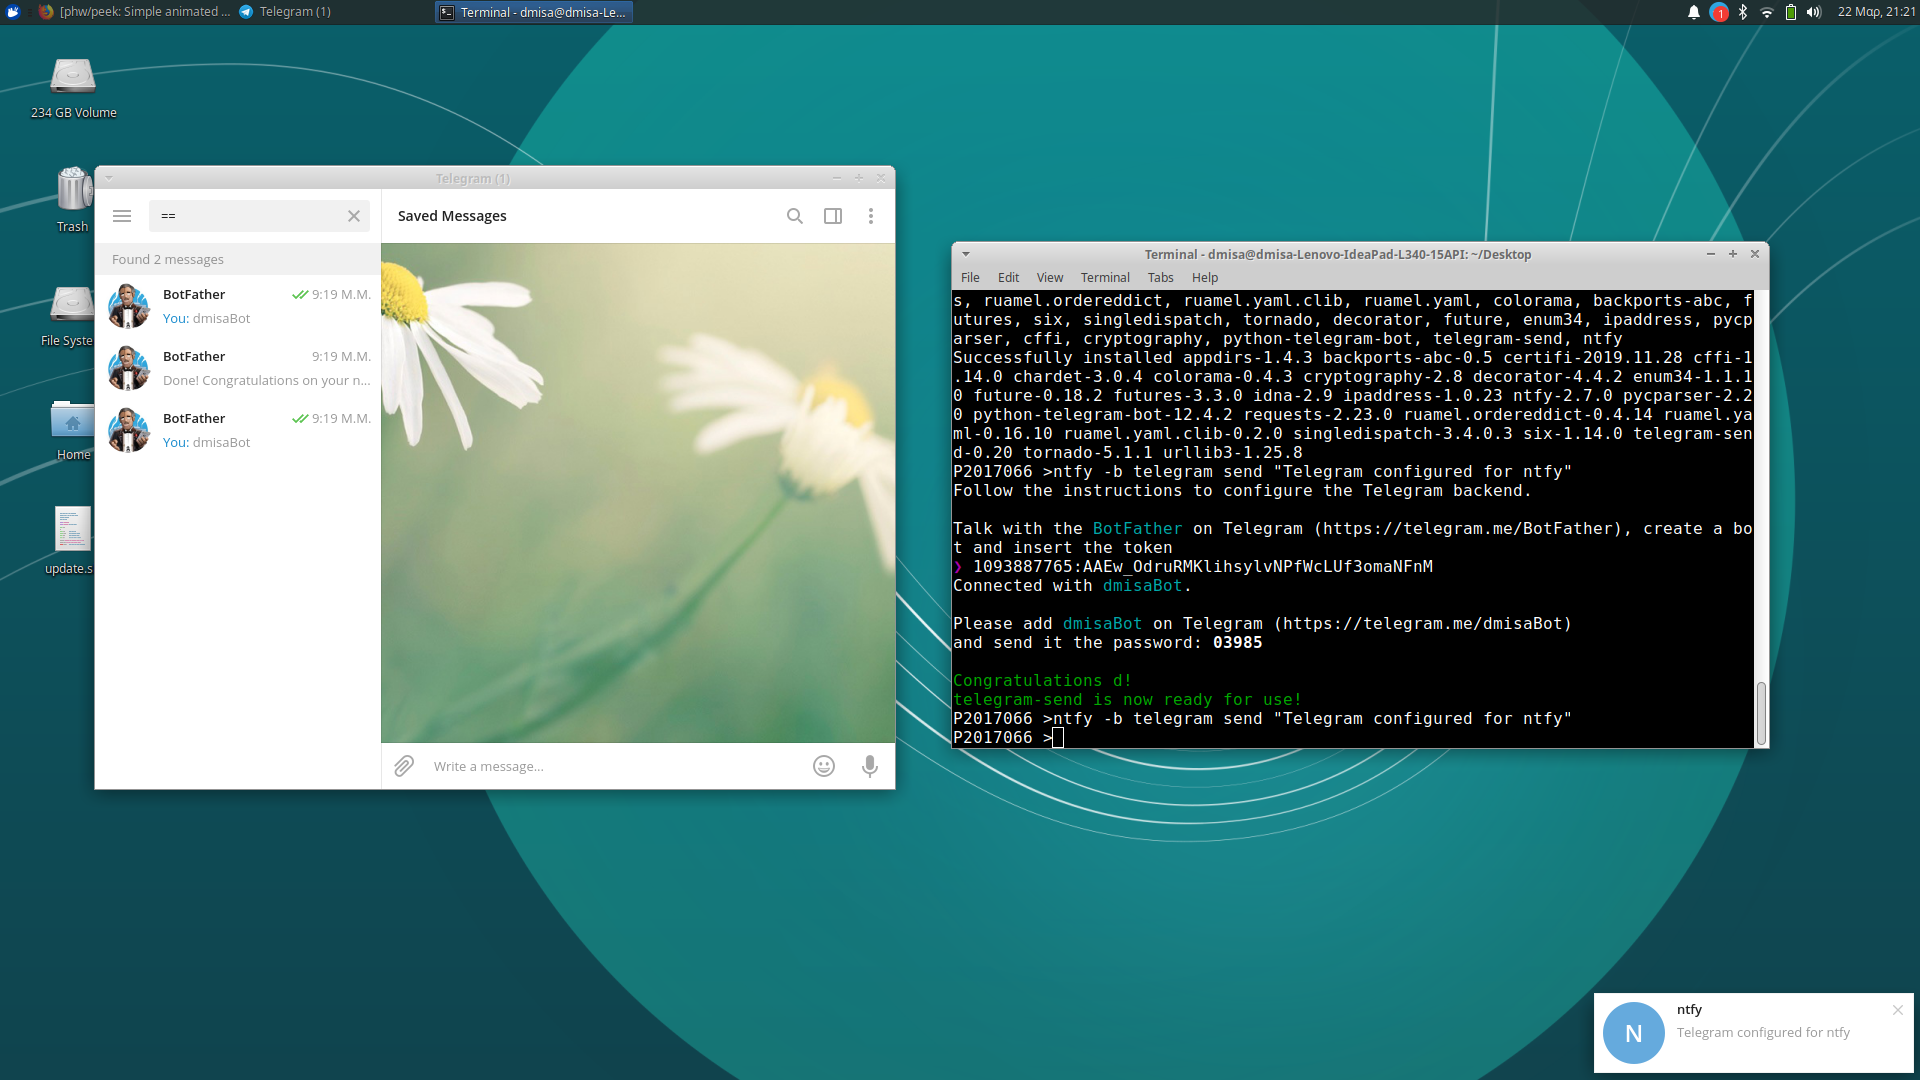 [phw/peek: Simple animated ...
Telegram (1)
Terminal - dmisa@dmisa-Le...
1
22 Μαρ, 21:21
234 GB Volume
Trash
File Syste
Home
update.s
Telegram (1)
==
Saved Messages
Found 2 messages
BotFather
9:19 M.M.
You: dmisaBot
BotFather
9:19 M.M.
Done! Congratulations on your n...
BotFather
9:19 M.M.
You: dmisaBot
Write a message...
Terminal - dmisa@dmisa-Lenovo-IdeaPad-L340-15API: ~/Desktop
File Edit View Terminal Tabs Help
s, ruamel.ordereddict, ruamel.yaml.clib, ruamel.yaml, colorama, backports-abc, f
utures, six, singledispatch, tornado, decorator, future, enum34, ipaddress, pycp
arser, cffi, cryptography, python-telegram-bot, telegram-send, ntfy
Successfully installed appdirs-1.4.3 backports-abc-0.5 certifi-2019.11.28 cffi-1
.14.0 chardet-3.0.4 colorama-0.4.3 cryptography-2.8 decorator-4.4.2 enum34-1.1.1
0 future-0.18.2 futures-3.3.0 idna-2.9 ipaddress-1.0.23 ntfy-2.7.0 pycparser-2.2
0 python-telegram-bot-12.4.2 requests-2.23.0 ruamel.ordereddict-0.4.14 ruamel.ya
ml-0.16.10 ruamel.yaml.clib-0.2.0 singledispatch-3.4.0.3 six-1.14.0 telegram-sen
d-0.20 tornado-5.1.1 urllib3-1.25.8
P2017066 >ntfy -b telegram send "Telegram configured for ntfy"
Follow the instructions to configure the Telegram backend.
Talk with the BotFather on Telegram (https://telegram.me/BotFather), create a bo
t and insert the token
❯ 1093887765:AAEw_OdruRMKlihsylvNPfWcLUf3omaNFnM
Connected with dmisaBot.
Please add dmisaBot on Telegram (https://telegram.me/dmisaBot)
and send it the password: 03985
Congratulations d!
telegram-send is now ready for use!
P2017066 >ntfy -b telegram send "Telegram configured for ntfy"
P2017066 >
N
ntfy
Telegram configured for ntfy